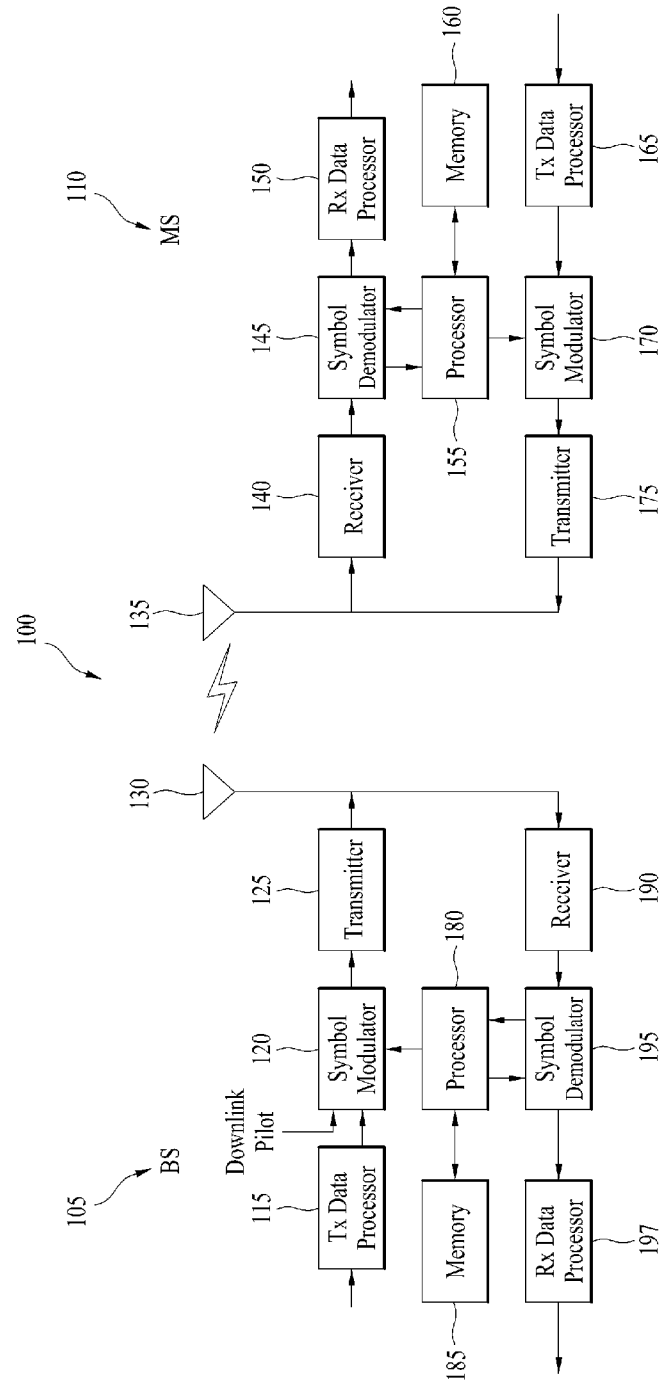 100
105
BS
110
MS
Downlink
Pilot
115
Tx Data
Processor
120
Symbol
Modulator
125
Transmitter
130
135
140
Receiver
145
Symbol
Demodulator
150
Rx Data
Processor
Memory
185
Processor
180
Processor
155
Memory
160
Rx Data
Processor
197
Symbol
Demodulator
195
Receiver
190
Transmitter
175
Symbol
Modulator
170
Tx Data
Processor
165